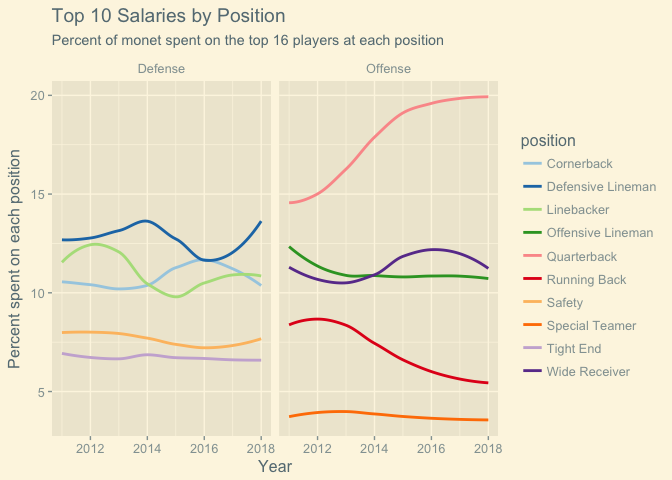 Top 10 Salaries by Position
Percent of monet spent on the top 16 players at each position
Defense
Offense
20
15
10
5
Percent spent on each position
2012
2014
2016
2018
2012
2014
2016
2018
Year
position
Cornerback
Defensive Lineman
Linebacker
Offensive Lineman
Quarterback
Running Back
Safety
Special Teamer
Tight End
Wide Receiver